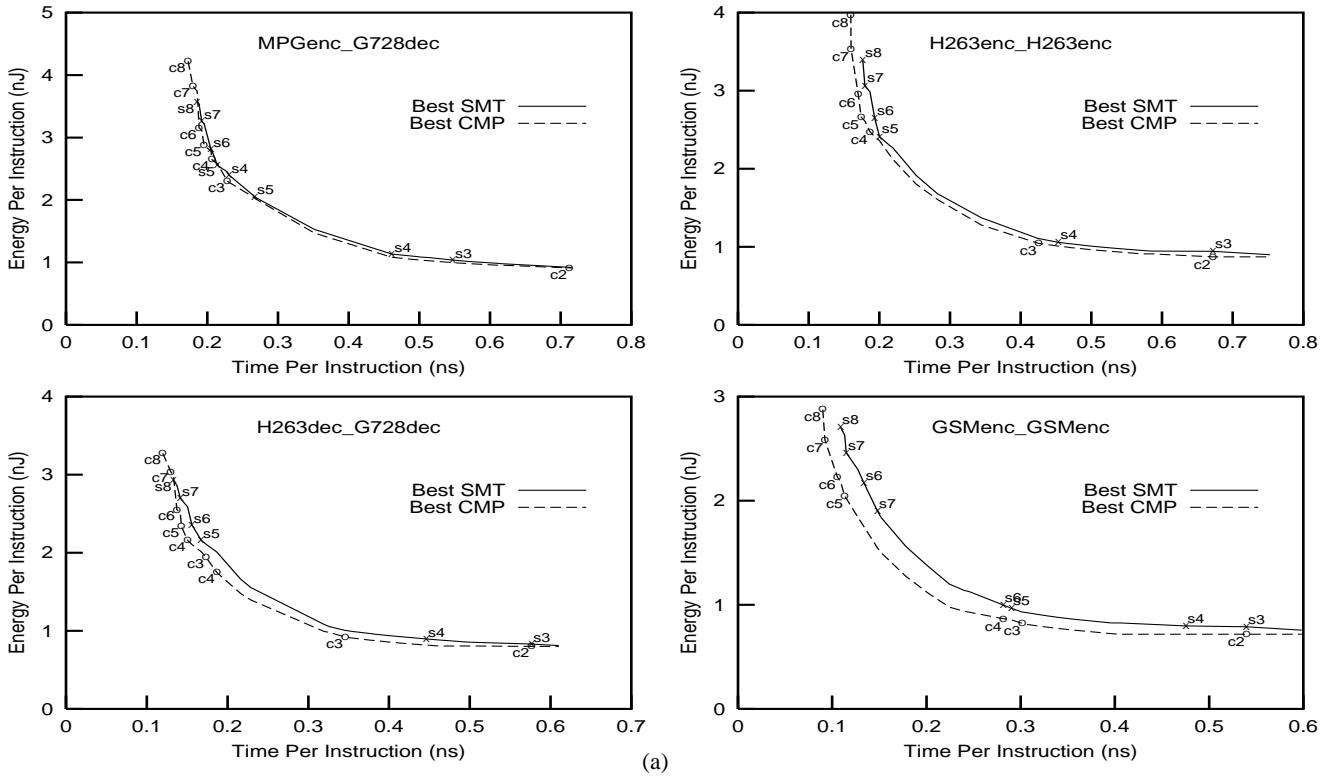 MPGenc_G728dec
Energy Per Instruction (nJ)
5
4
3
2
1
0
c8
c7
s8
s7
c6
s6
c5
c4
s5
s4
c3
s5
s4
s3
c2
Best SMT
Best CMP
0
0.1
0.2
0.3
0.4
0.5
0.6
0.7
0.8
Time Per Instruction (ns)
H263enc_H263enc
Energy Per Instruction (nJ)
4
3
2
1
0
c8
s8
c7
s7
c6
s6
c5
s5
c4
s4
c3
s3
c2
Best SMT
Best CMP
0
0.1
0.2
0.3
0.4
0.5
0.6
0.7
0.8
Time Per Instruction (ns)
H263dec_G728dec
Energy Per Instruction (nJ)
4
3
2
1
0
c8
c7
s8
s7
c6
s6
c5
s5
c4
c3
c4
s4
c3
s3
c2
Best SMT
Best CMP
0
0.1
0.2
0.3
0.4
0.5
0.6
0.7
Time Per Instruction (ns)
GSMenc_GSMenc
Energy Per Instruction (nJ)
3
2
1
0
c8
s8
c7
s7
c6
s6
c5
s7
s6
s5
c4
c3
s4
s3
c2
Best SMT
Best CMP
0
0.1
0.2
0.3
0.4
0.5
0.6
Time Per Instruction (ns)
(a)